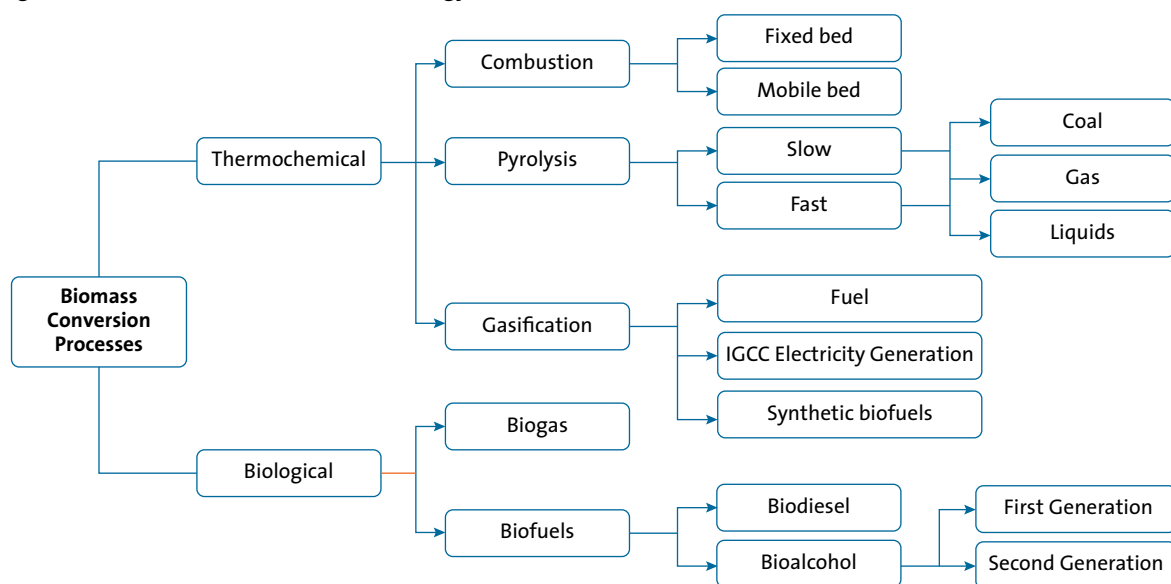 Combustion
Fixed bed
Mobile bed
Thermochemical
Pyrolysis
Slow
Fast
Coal
Gas
Liquids
Biomass
Conversion
Processes
Gasification
Fuel
IGCC Electricity Generation
Synthetic biofuels
Biological
Biogas
Biofuels
Biodiesel
Bioalcohol
First Generation
Second Generation